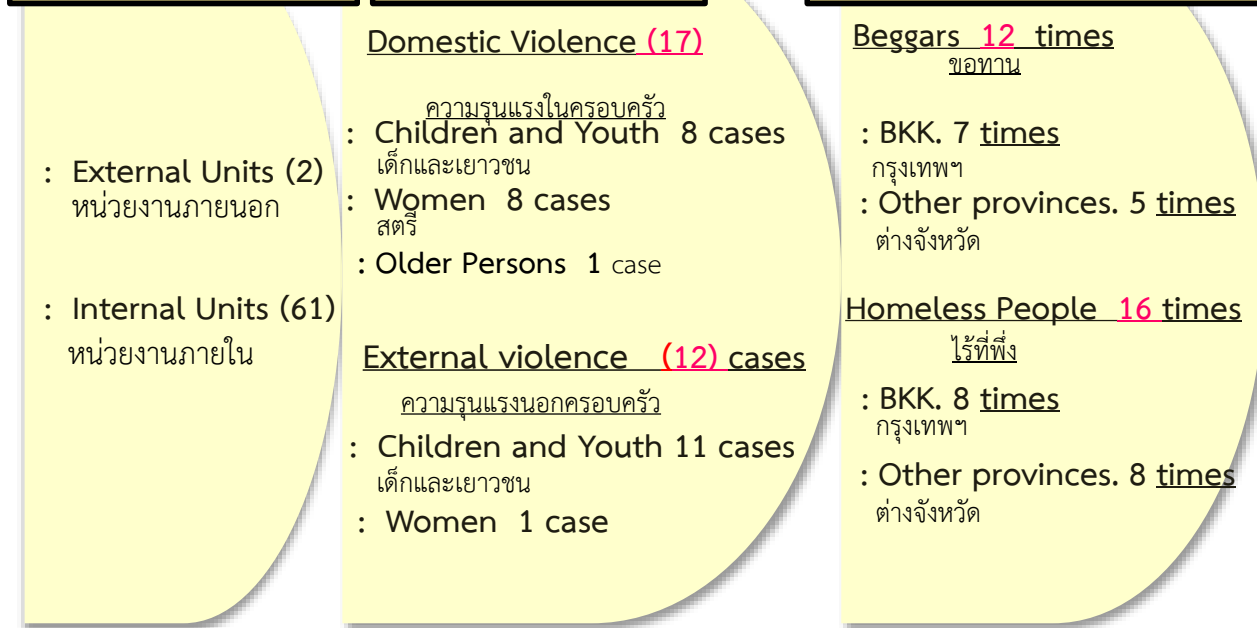 : External Units (2)
หน่วยงานภายนอก
: Internal Units (61)
หน่วยงานภายใน
Domestic Violence (17)
ความรุนแรงในครอบครัว
: Children and Youth 8 cases
เด็กและเยาวชน
: Women 8 cases
สตรี
: Older Persons 1 case
External violence (12) cases
ความรุนแรงนอกครอบครัว
: Children and Youth 11 cases
เด็กและเยาวชน
: Women 1 case
Beggars 12 times
ขอทาน
: BKK. 7 times
กรุงเทพฯ
: Other provinces. 5 times
ต่างจังหวัด
Homeless People 16 times
ไร้ที่พึ่ง
: BKK. 8 times
กรุงเทพฯ
: Other provinces. 8 times
ต่างจังหวัด